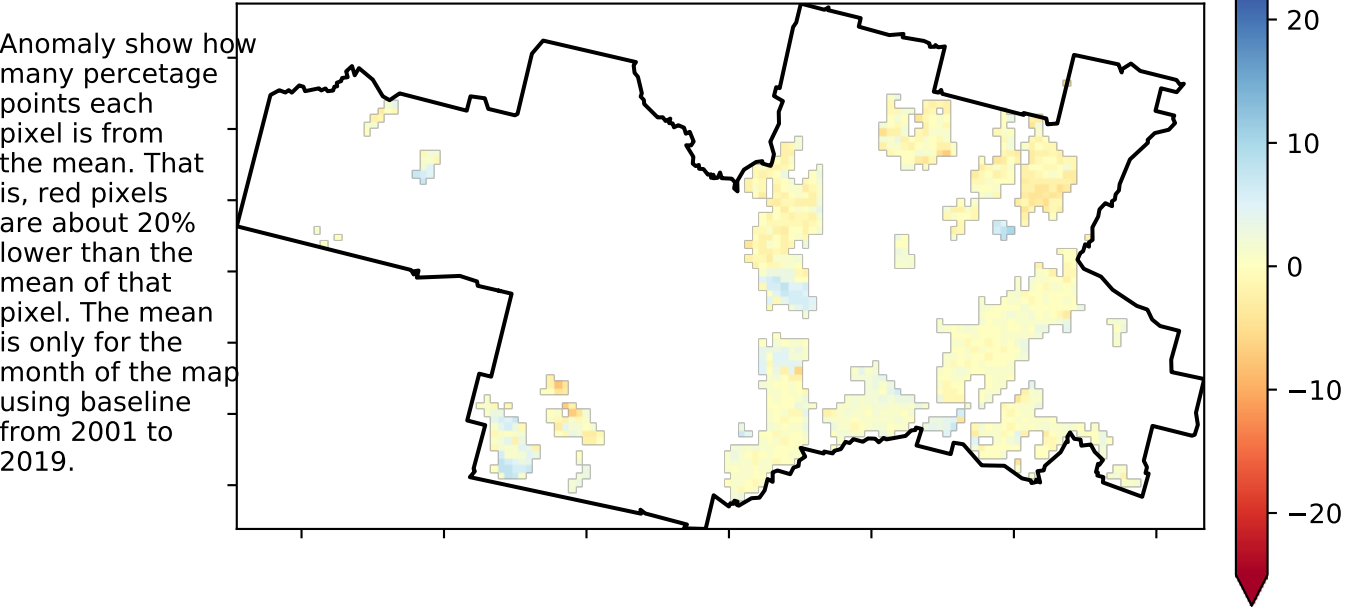 Anomaly show how
many percetage
points each
pixel is from
the mean. That
is, red pixels
are about 20%
lower than the
mean of that
pixel. The mean
is only for the
month of the map
using baseline
from 2001 to
2019.
20
10
0
−10
−20